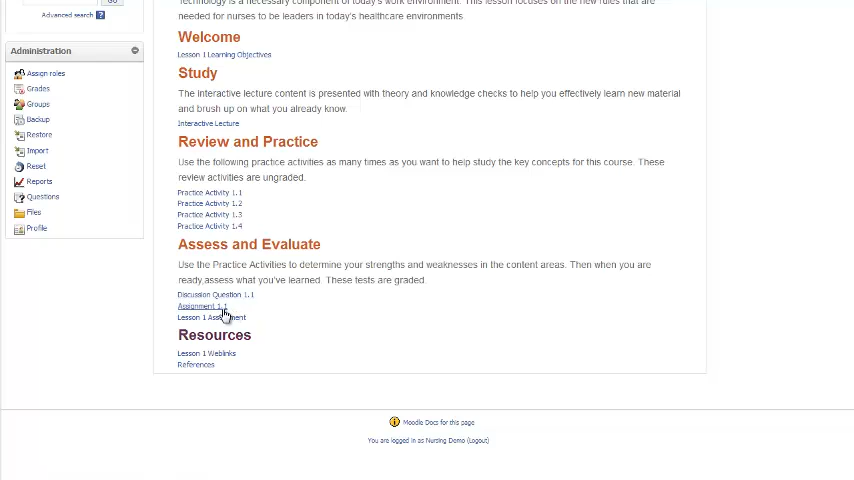 Go
Advanced search ?
Administration
Assign roles
Grades
Groups
Backup
Restore
Import
Reset
Reports
Questions
Files
Profile
Technology is a necessary component of today's work environment. This lesson focuses on the new rules that are
needed for nurses to be leaders in today's healthcare environments
Welcome
Lesson 1 Learning Objectives
Study
The interactive lecture content is presented with theory and knowledge checks to help you effectively learn new material
and brush up on what you already know.
Interactive Lecture
Review and Practice
Use the following practice activities as many times as you want to help study the key concepts for this course. These
review activities are ungraded.
Practice Activity 1.1
Practice Activity 1.2
Practice Activity 1.3
Practice Activity 1.4
Assess and Evaluate
Use the Practice Activities to determine your strengths and weaknesses in the content areas. Then when you are
ready,assess what you've learned These tests are graded.
Discussion Question 1.1
Assignment 1.1
Lesson 1 Assessment
Resources
Lesson 1 Weblinks
References
Moodle Docs for this page
You are logged in as Nursing Demo (Logout)